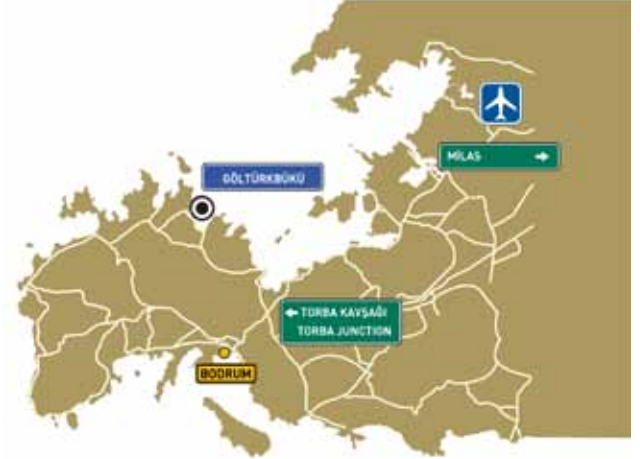 MİLAS
GÖLTÜRKBÜKÜ
TORBA KAVŞAĞI
TORBA JUNCTION
BODRUM